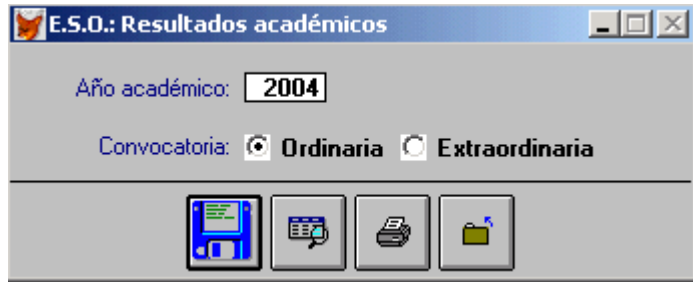 E.S.O.: Resultados académicos
Año académico: 2004
Convocatoria: Ordinaria Extraordinaria